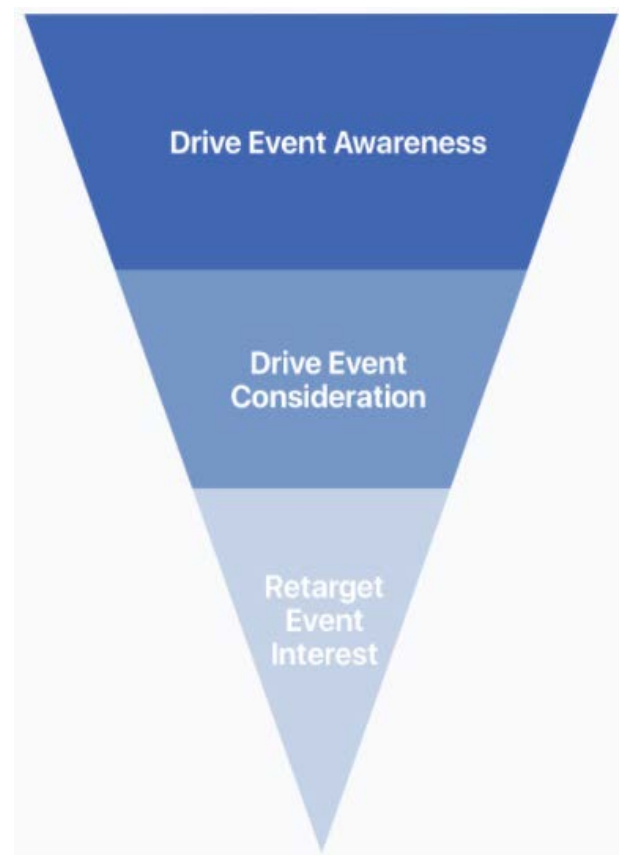 Drive Event Awareness
Drive Event
Consideration
Retarget
Event
Interest